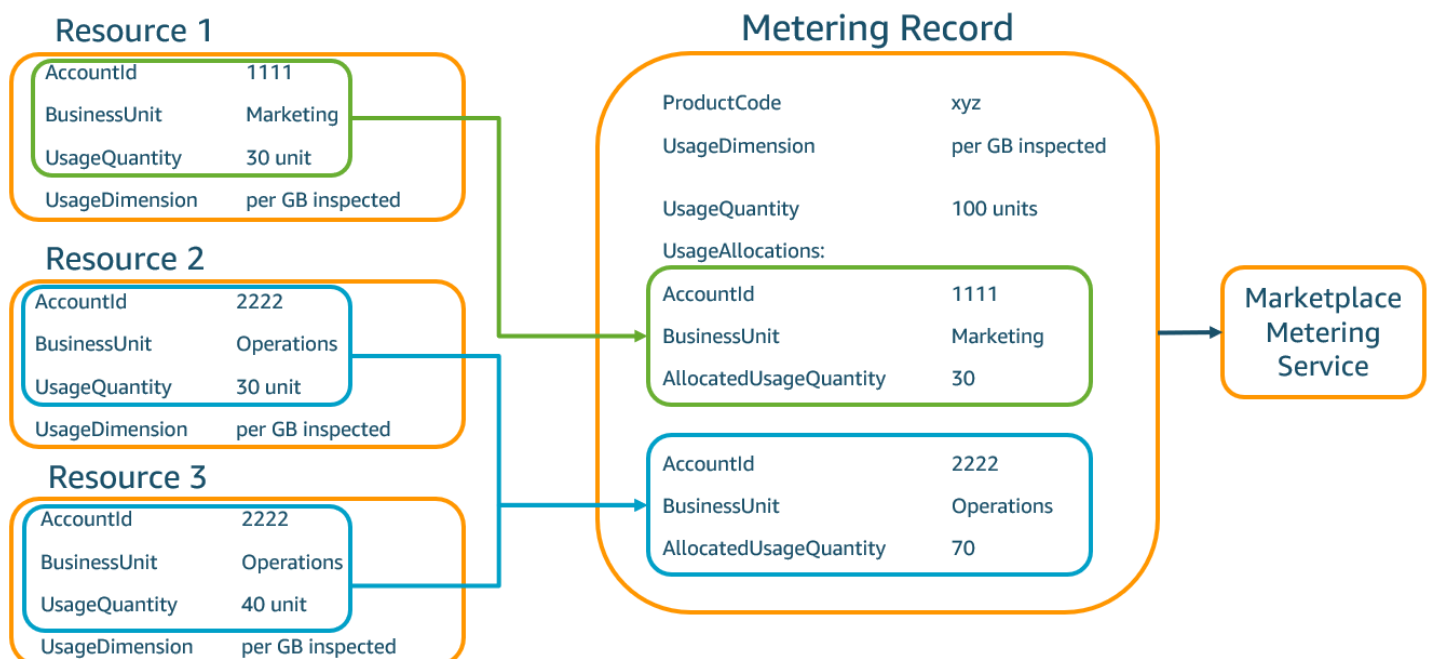 Resource 1
AccountId 1111
BusinessUnit Marketing
UsageQuantity 30 unit
UsageDimension per GB inspected
Resource 2
AccountId 2222
BusinessUnit Operations
UsageQuantity 30 unit
UsageDimension per GB inspected
Resource 3
AccountId 2222
BusinessUnit Operations
UsageQuantity 40 unit
UsageDimension per GB inspected
Metering Record
ProductCode xyz
UsageDimension per GB inspected
UsageQuantity 100 units
UsageAllocations:
AccountId 1111
BusinessUnit Marketing
AllocatedUsageQuantity 30
AccountId 2222
BusinessUnit Operations
AllocatedUsageQuantity 70
Marketplace
Metering
Service